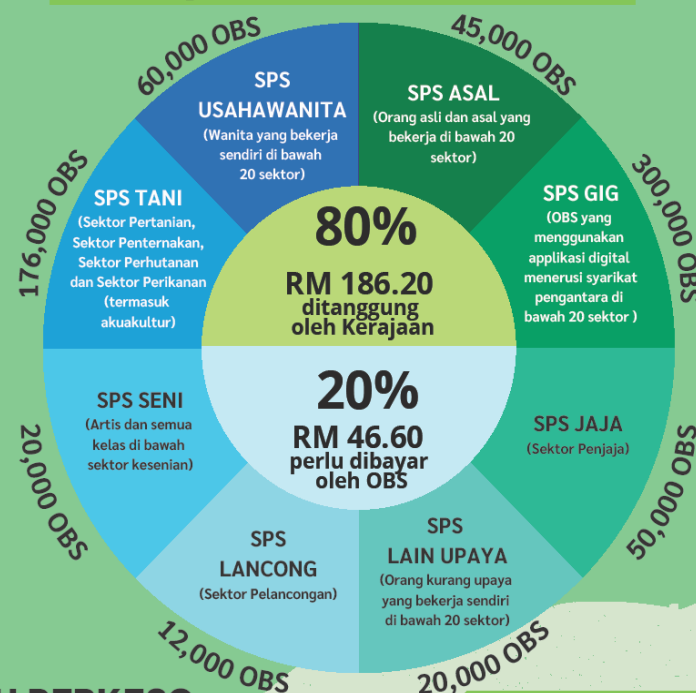 60,000 OBS
45,000 OBS
SPS
USAHAWANITA
(Wanita yang bekerja
sendiri di bawah
20 sektor)
SPS ASAL
(Orang asli dan asal yang
bekerja di bawah 20
sektor)
176,000 OBS
SPS TANI
(Sektor Pertanian,
Sektor Penternakan,
Sektor Perhutanan
dan Sektor Perikanan
(termasuk
akuakultur)
300,000 OBS
SPS GIG
(OBS yang
menggunakan
applikasi digital
menerusi syarikat
pengantara di
bawah 20 sektor )
80%
RM 186.20
ditanggung
oleh Kerajaan
20%
RM 46.60
perlu dibayar
oleh OBS
20,000 OBS
SPS SENI
(Artis dan semua
kelas di bawah
sektor kesenian)
SPS JAJA
(Sektor Penjaja)
50,000 OBS
SPS
LANCONG
(Sektor Pelancongan)
12,000 OBS
SPS
LAIN UPAYA
(Orang kurang upaya
yang bekerja sendiri
di bawah 20 sektor)
20,000 OBS